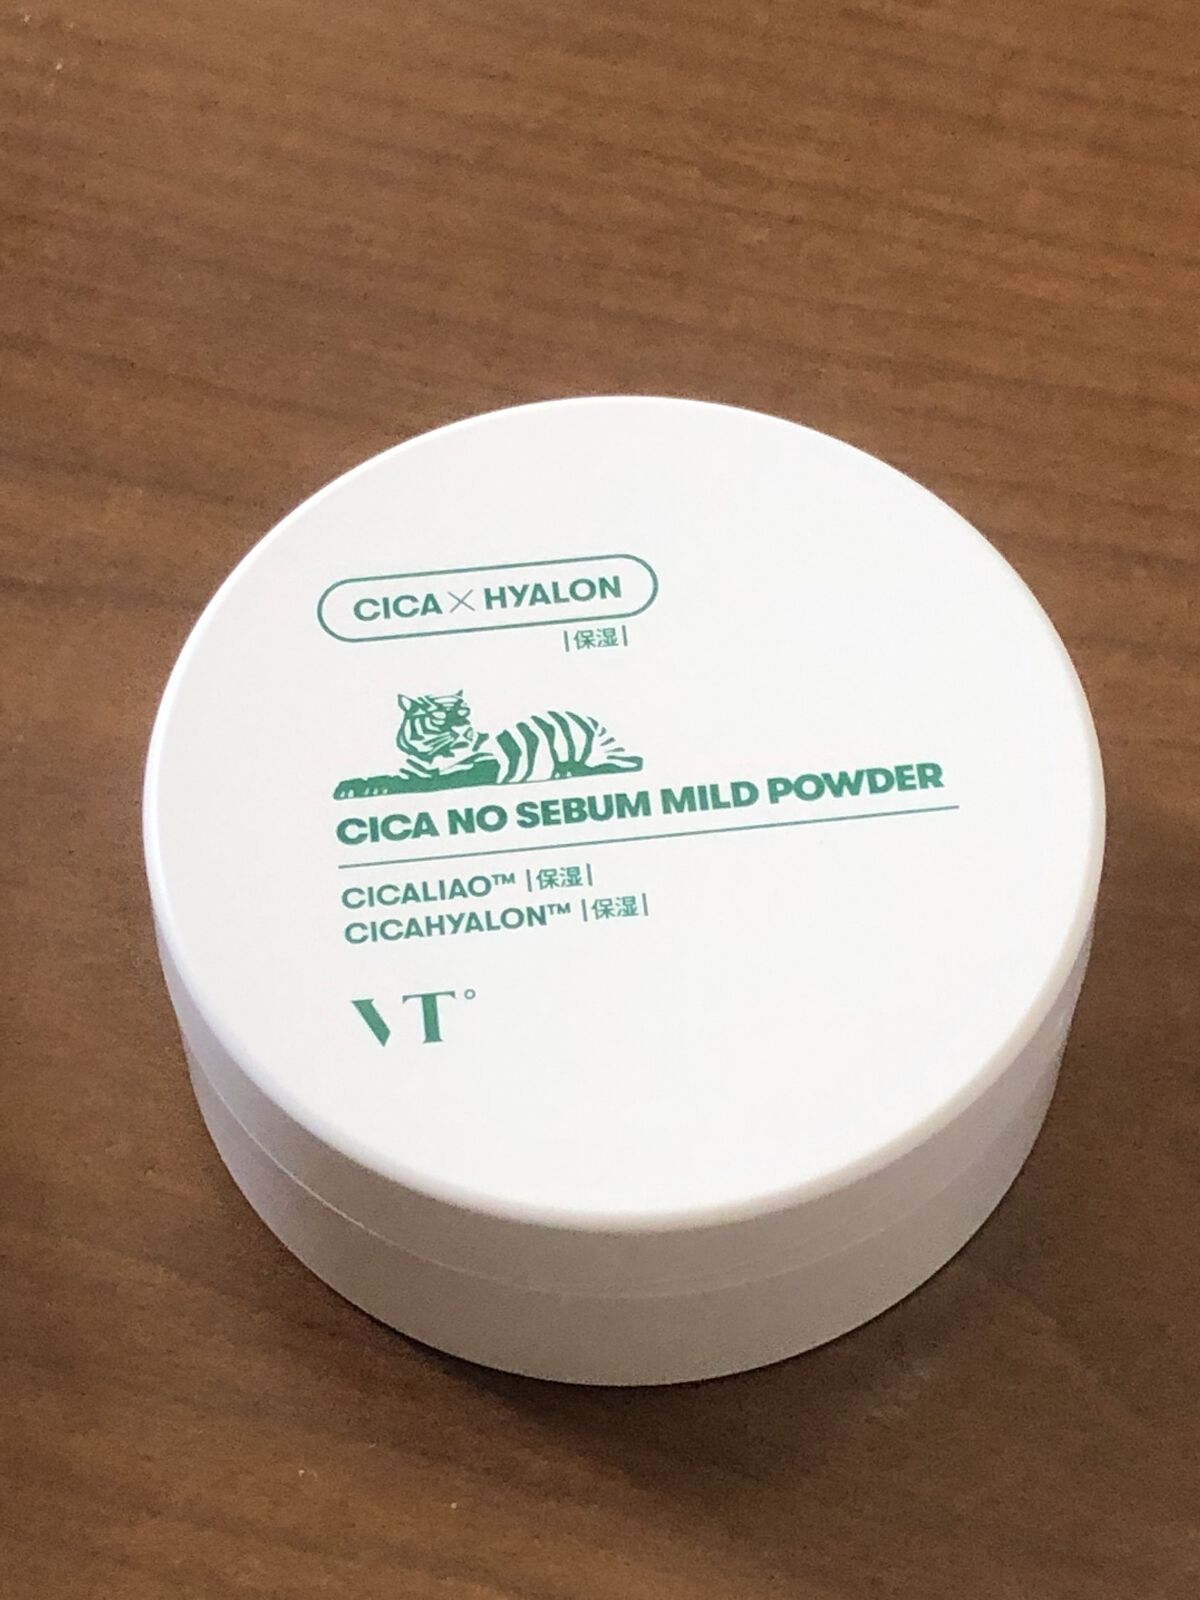 CICA×HYALON
|保湿|
CICA NO SEBUM MILD POWDER
CICALIAO™ |保湿|
CICAHYALON™ |保湿|
VT°